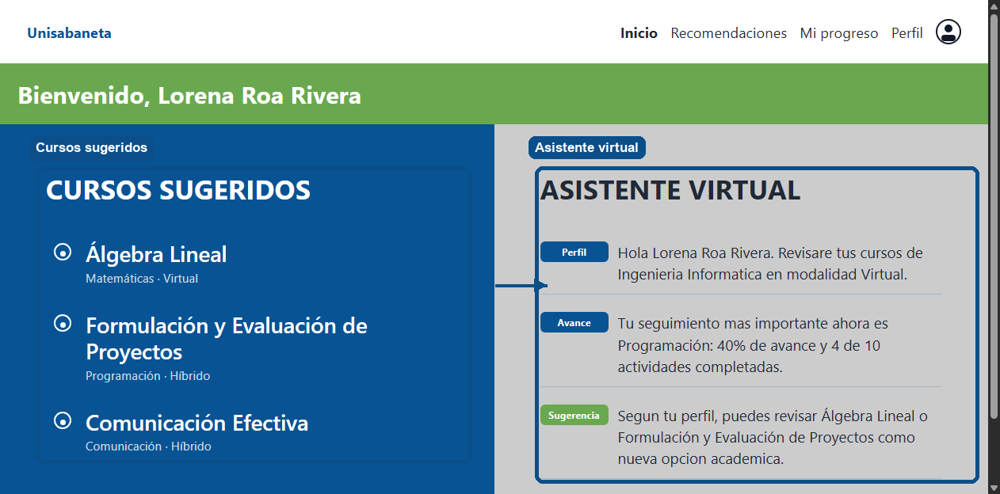 Unisabaneta
Inicio Recomendaciones Mi progreso Perfil
Bienvenido, Lorena Roa Rivera
Cursos sugeridos
CURSOS SUGERIDOS
Álgebra Lineal
Matemáticas · Virtual
Formulación y Evaluación de
Proyectos
Programación · Híbrido
Comunicación Efectiva
Comunicación · Híbrido
Asistente virtual
ASISTENTE VIRTUAL
Perfil
Hola Lorena Roa Rivera. Revisare tus cursos de
Ingenieria Informatica en modalidad Virtual.
Avance
Tu seguimiento mas importante ahora es
Programación: 40% de avance y 4 de 10
actividades completadas.
Sugerencia
Segun tu perfil, puedes revisar Álgebra Lineal o
Formulación y Evaluación de Proyectos como
nueva opcion academica.